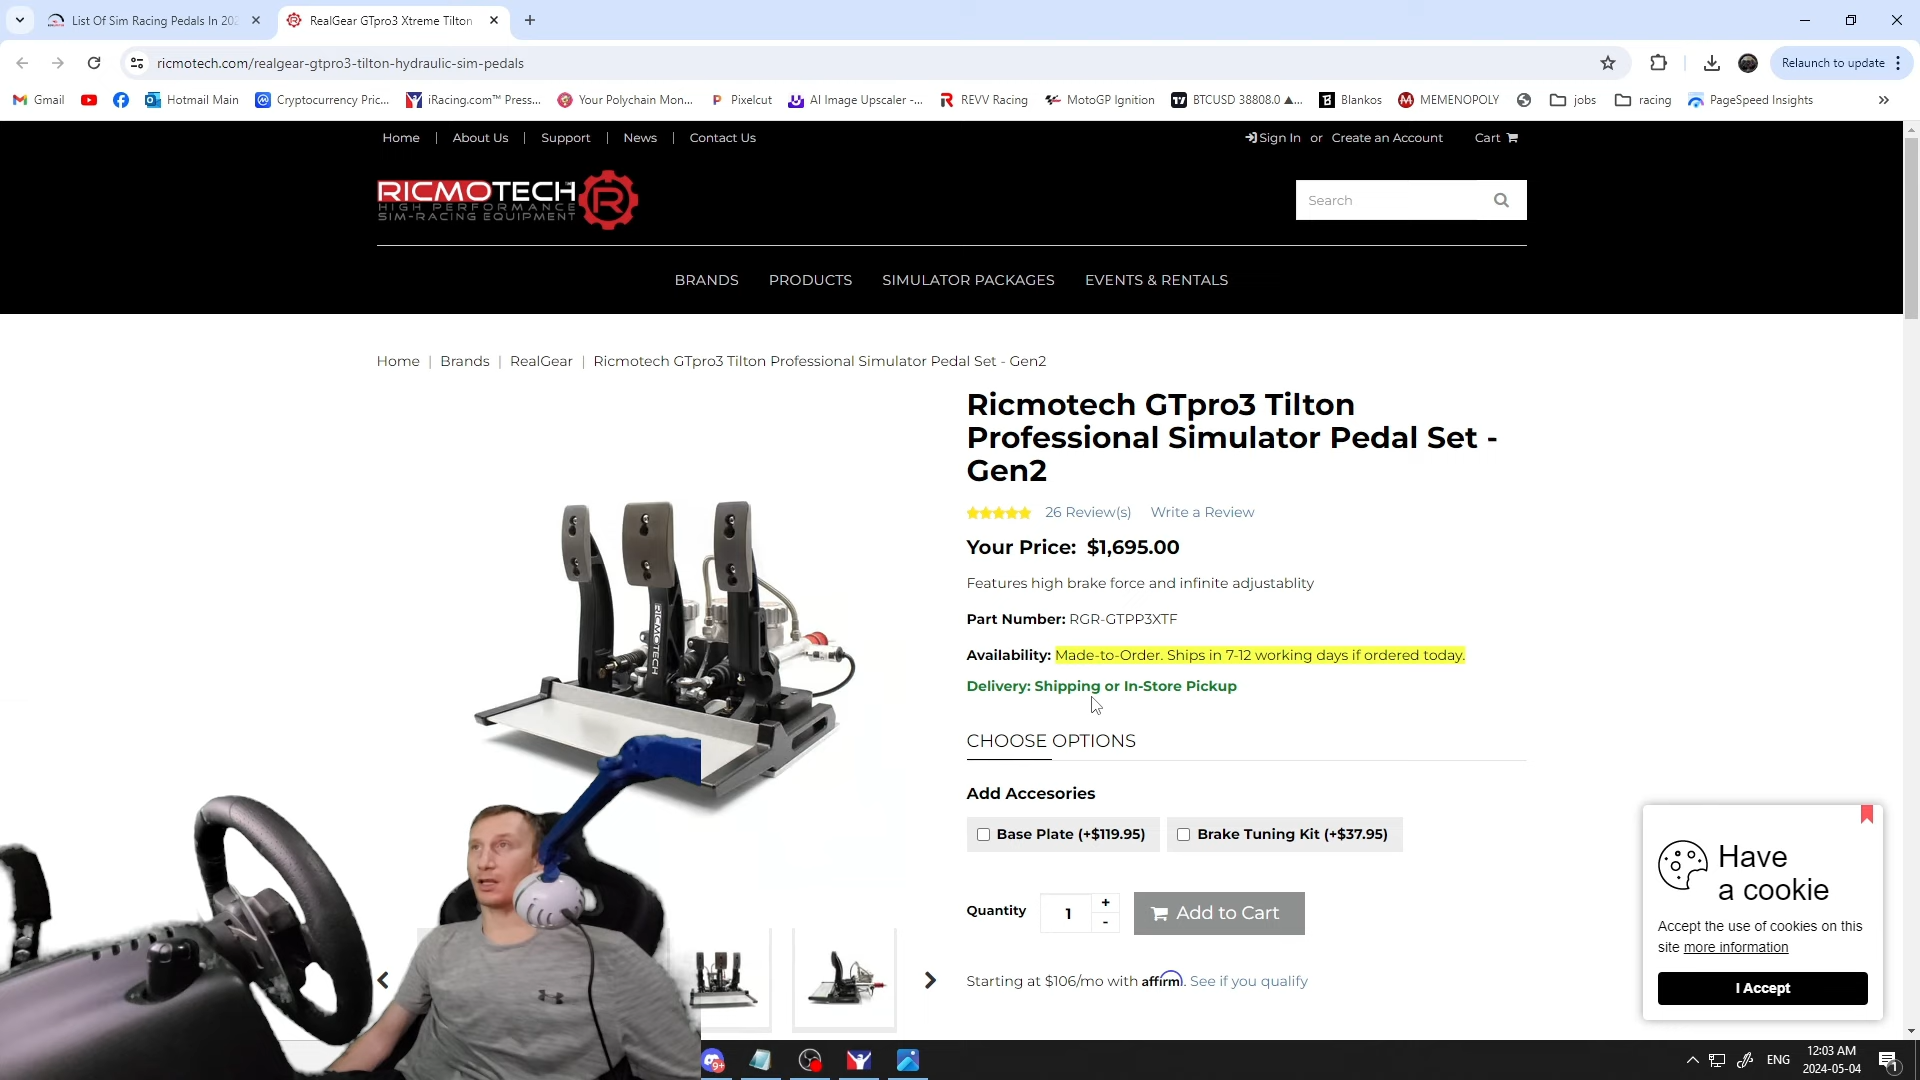 List Of Sim Racing Pedals In 202
RealGear GTpro3 Xtreme Tilton
ricmotech.com/realgear-gtpro3-tilton-hydraulic-sim-pedals
Relaunch to update
Gmail
Hotmail Main
Cryptocurrency Pric...
iRacing.com™ Press...
Your Polychain Mon...
Pixelcut
AI Image Upscaler -...
REVV Racing
MotoGP Ignition
BTCUSD 38808.0 ▲...
Blankos
MEMENOPOLY
jobs
racing
PageSpeed Insights
Home | About Us | Support | News | Contact Us
Sign In or Create an Account
Cart
RICMOTECH
HIGH PERFORMANCE
SIM-RACING EQUIPMENT
R
Search
BRANDS PRODUCTS SIMULATOR PACKAGES EVENTS & RENTALS
Home | Brands | RealGear | Ricmotech GTpro3 Tilton Professional Simulator Pedal Set - Gen2
Ricmotech GTpro3 Tilton
Professional Simulator Pedal Set -
Gen2
26 Review(s) Write a Review
Your Price: $1,695.00
Features high brake force and infinite adjustablity
Part Number: RGR-GTPP3XTF
Availability: Made-to-Order. Ships in 7-12 working days if ordered today.
Delivery: Shipping or In-Store Pickup
RICMOTECH
CHOOSE OPTIONS
Add Accesories
Base Plate (+$119.95)
Brake Tuning Kit (+$37.95)
Quantity
1
+
-
Add to Cart
Starting at $106/mo with affirm. See if you qualify
Have
a cookie
Accept the use of cookies on this
site more information
I Accept
9+
ENG
12:03 AM
2024-05-04
1